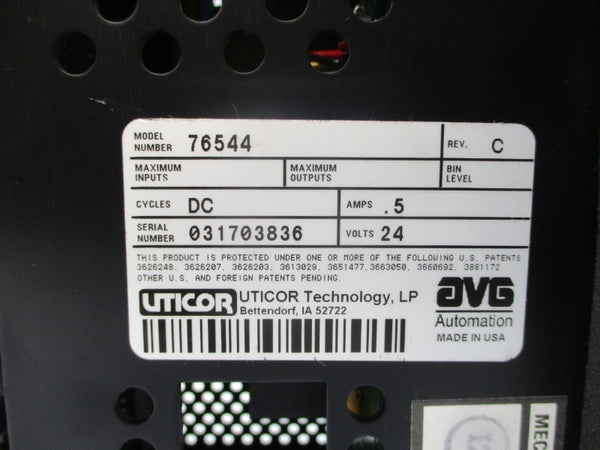 MODEL NUMBER 76544 REV. C
MAXIMUM INPUTS MAXIMUM OUTPUTS BIN LEVEL
CYCLES DC AMPS .5
SERIAL NUMBER 031703836 VOLTS 24
THIS PRODUCT IS PROTECTED UNDER ONE OR MORE OF THE FOLLOWING U.S. PATENTS
3626248, 3626207, 3626203, 3613029, 3651477,3663050, 3660692, 3881172
OTHER U.S. AND FOREIGN PATENTS PENDING.
UTICOR UTICOR Technology, LP
Bettendorf, IA 52722
AVG
Automation
MADE IN USA
MEC